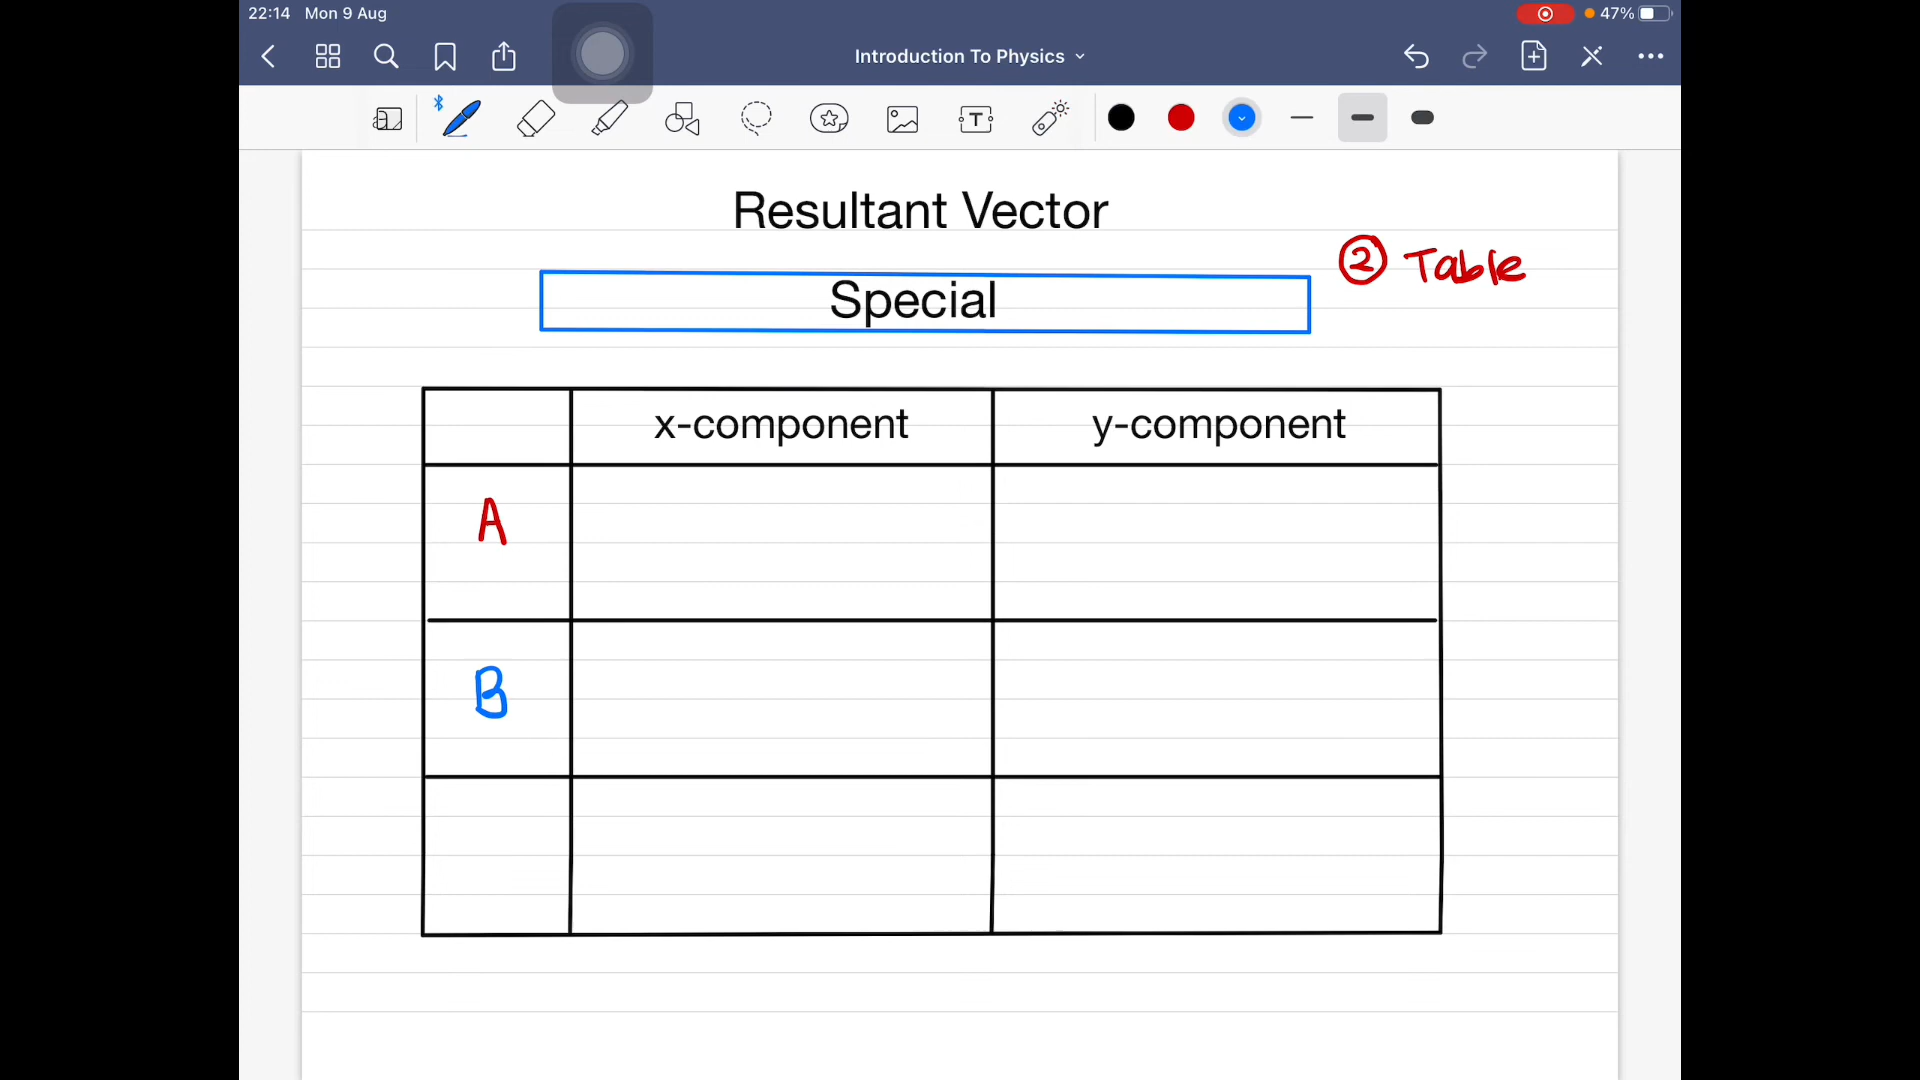 22:14 Mon 9 Aug 47%
Introduction To Physics
Resultant Vector
② Table
Special
x-component y-component
A
B